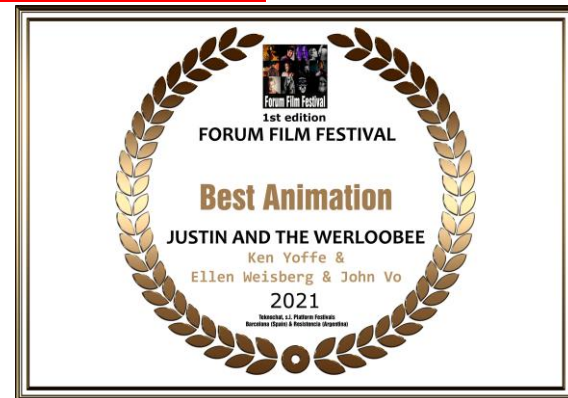 Forum Film Festival
1st edition
FORUM FILM FESTIVAL
Best Animation
JUSTIN AND THE WERLOOBEE
Ken Yoffe &
Ellen Weisberg & John Vo
2021
Tekeochat, s.l. Platform Festivals
Barcelona (Spain) & Resistencia (Argentina)